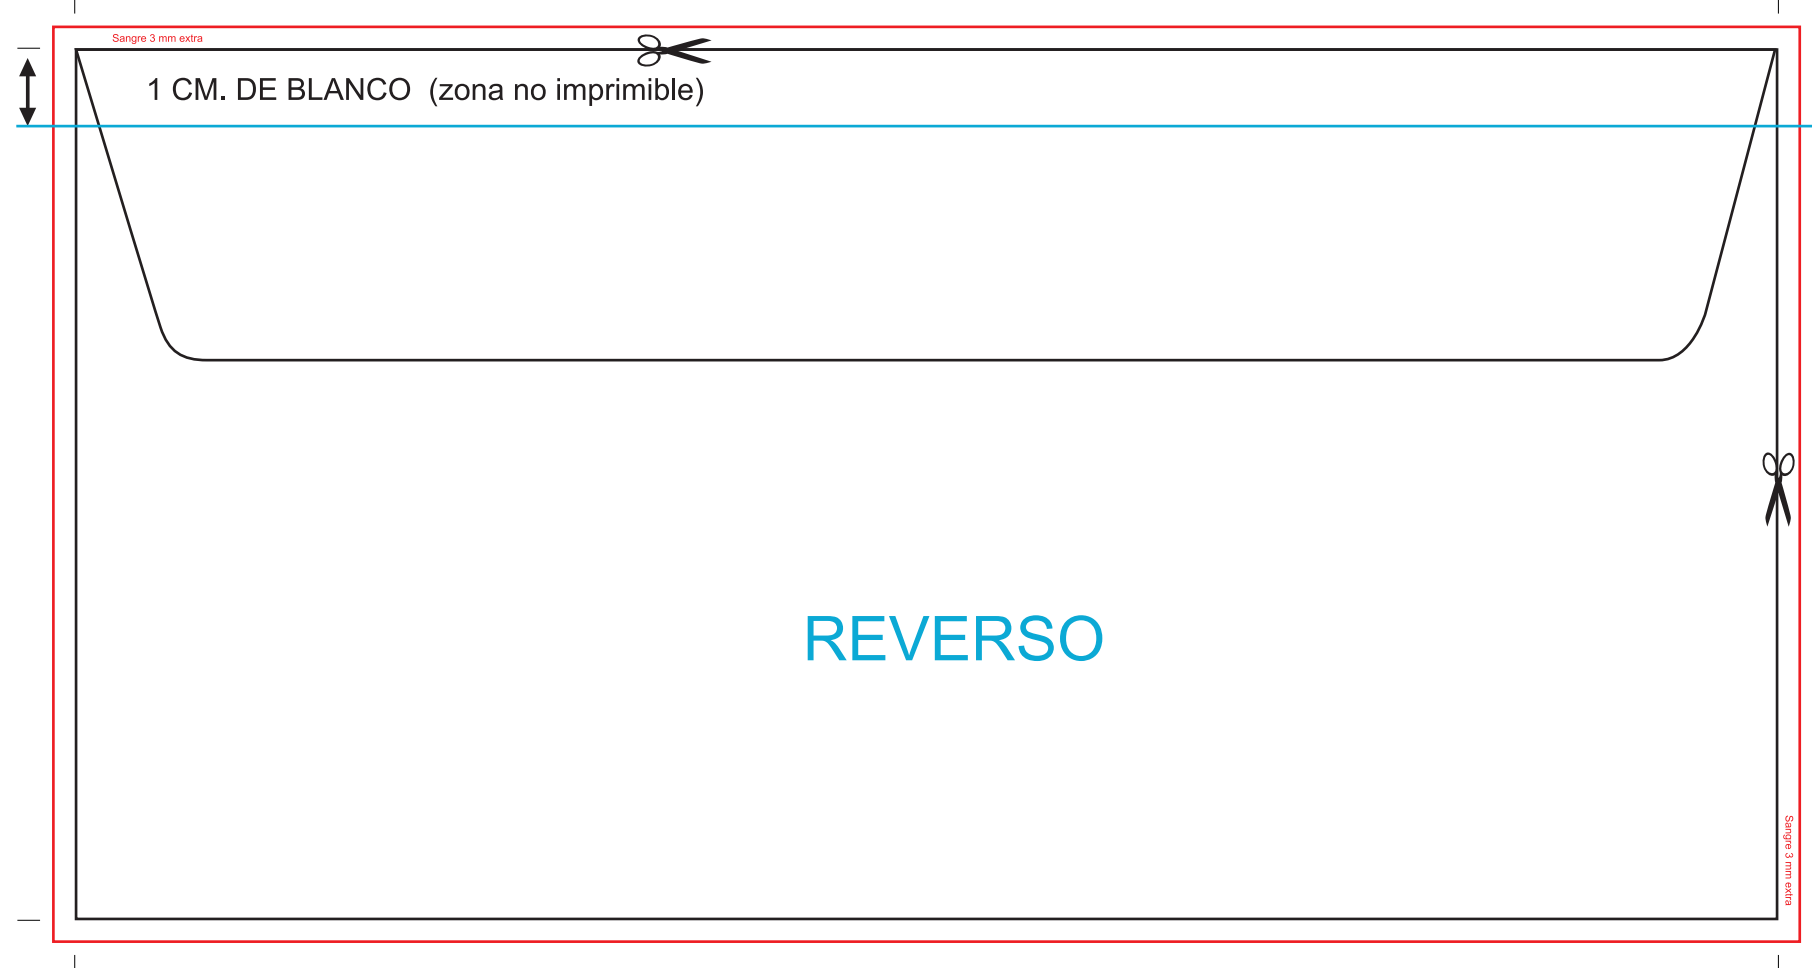 Sangre 3 mm extra
1 CM. DE BLANCO (zona no imprimible)
REVERSO
Sangre 3 mm extra